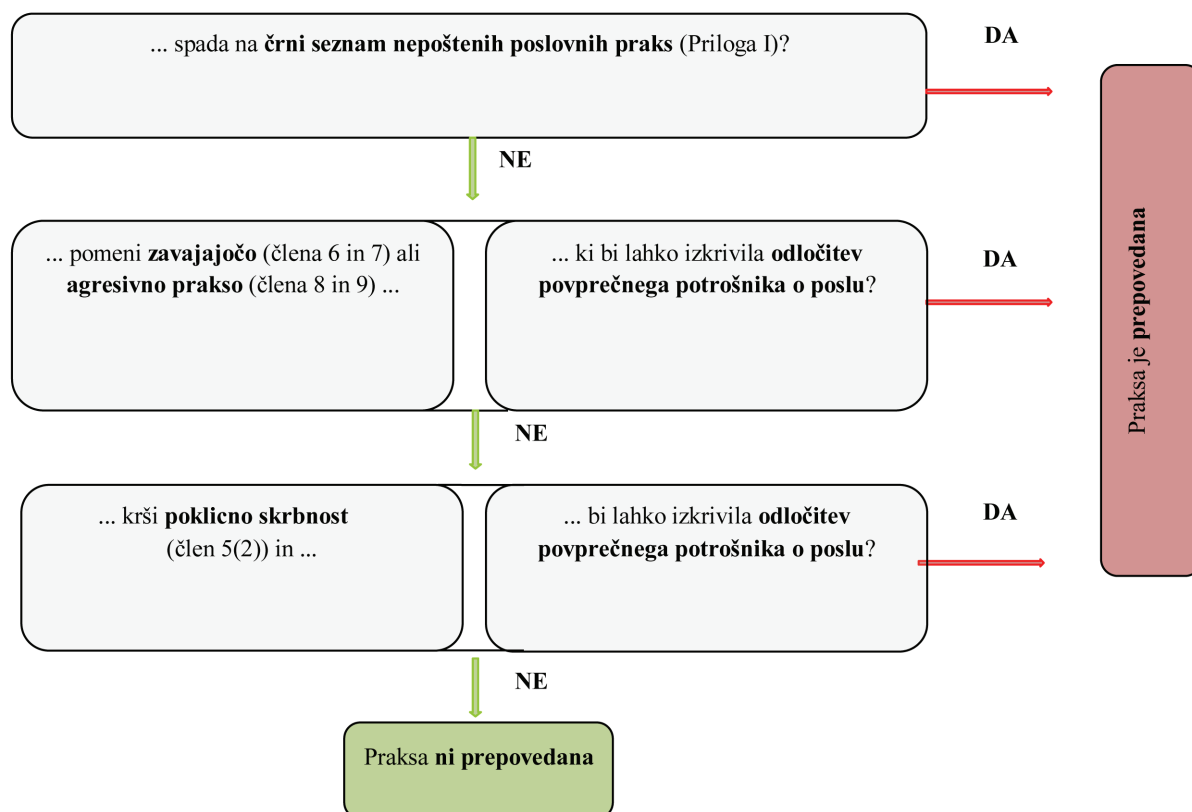 ... spada na črni seznam nepoštenih poslovnih praks (Priloga I)?
DA
NE
... pomeni zavajajočo (člena 6 in 7) ali
agresivno prakso (člena 8 in 9) ...
... ki bi lahko izkrivila odločitev
povprečnega potrošnika o poslu?
DA
NE
... krši poklicno skrbnost
(člen 5(2)) in ...
... bi lahko izkrivila odločitev
povprečnega potrošnika o poslu?
DA
NE
Praksa ni prepovedana
Praksa je prepovedana